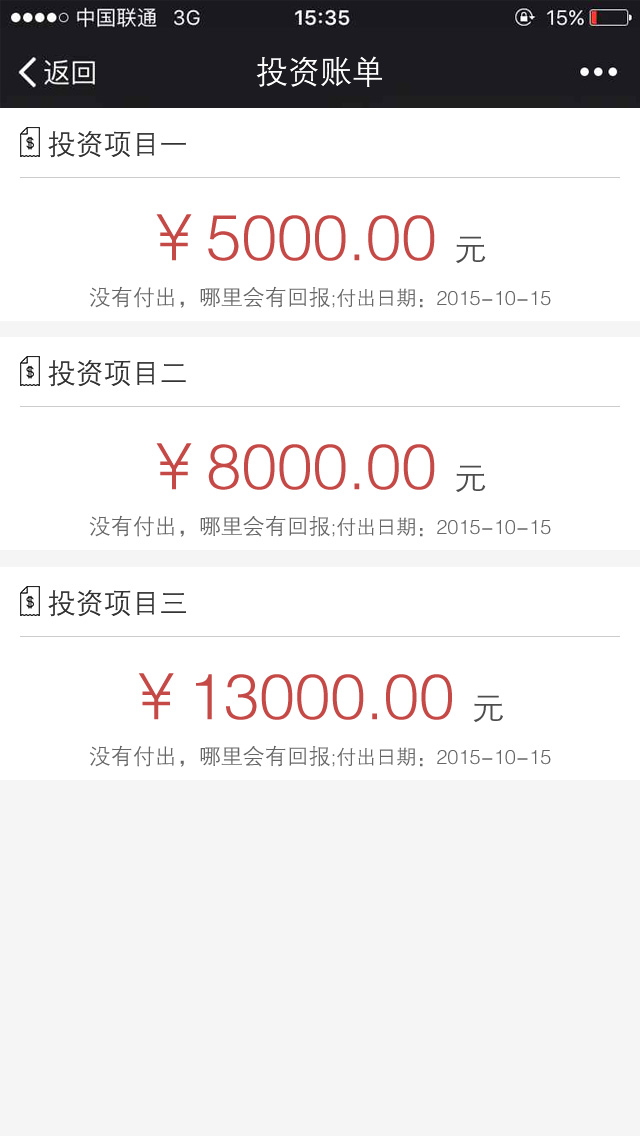 中国联通 3G 15:35 15%
返回 投资账单
投资项目一
¥ 5000.00 元
没有付出，哪里会有回报;付出日期：2015-10-15
投资项目二
¥ 8000.00 元
没有付出，哪里会有回报;付出日期：2015-10-15
投资项目三
¥ 13000.00 元
没有付出，哪里会有回报;付出日期：2015-10-15